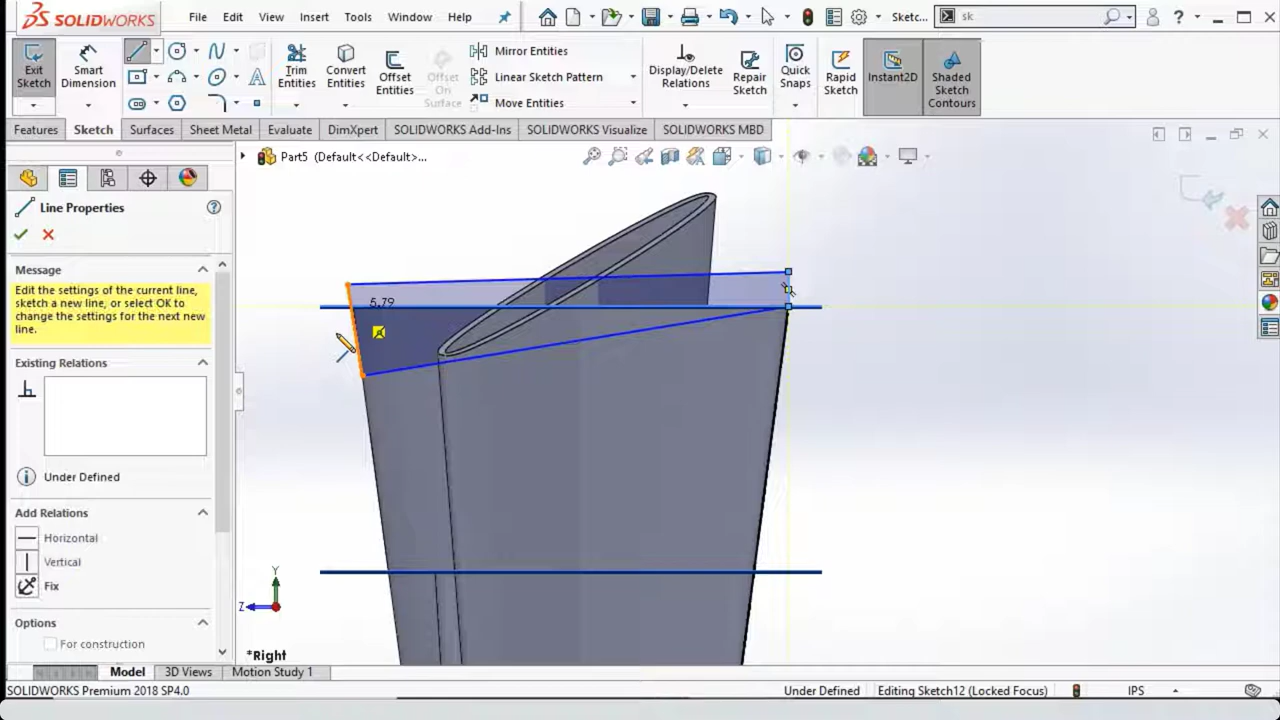 SOLIDWORKS
File Edit View Insert Tools Window Help
Sketc...
sk
Exit Sketch
Smart Dimension
Trim Entities
Convert Entities
Offset Entities
Offset On Surface
Mirror Entities
Linear Sketch Pattern
Move Entities
Display/Delete Relations
Repair Sketch
Quick Snaps
Rapid Sketch
Instant2D
Shaded Sketch Contours
Features Sketch Surfaces Sheet Metal Evaluate DimXpert SOLIDWORKS Add-Ins SOLIDWORKS Visualize SOLIDWORKS MBD
Part5 (Default<<Default>...
Line Properties
Message
Edit the settings of the current line,
sketch a new line, or select OK to
change the settings for the next new
line.
Existing Relations
Under Defined
Add Relations
Horizontal
Vertical
Fix
Options
For construction
5.79
Y
Z
*Right
Model 3D Views Motion Study 1
SOLIDWORKS Premium 2018 SP4.0
Under Defined Editing Sketch12 (Locked Focus) IPS